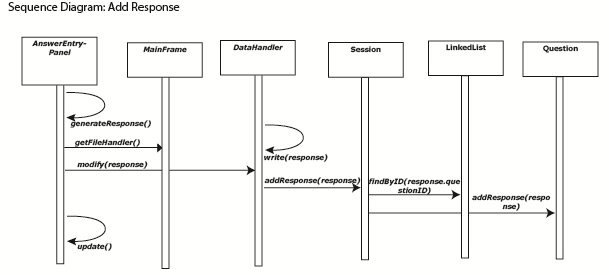 Sequence Diagram: Add Response
AnswerEntry-
Panel
MainFrame
DataHandler
Session
LinkedList
Question
generateResponse()
getFileHandler()
write(response)
modify(response)
addResponse(response)
findByID(response.que
stionID)
addResponse(respo
nse)
update()